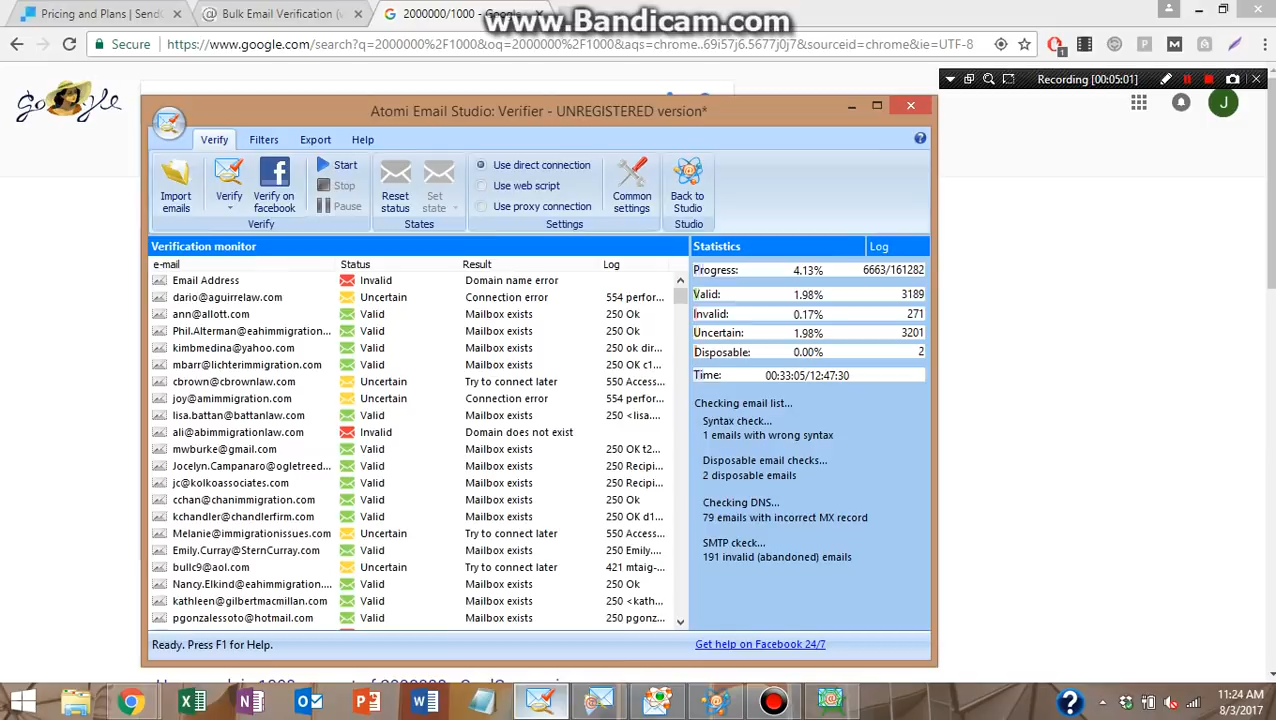 Pricing and Plans | Send
Bulk Email Verification (v
2000000/1000 - Goog
www.Bandicam.com
Secure https://www.google.com/search?q=2000000%2F1000&oq=2000000%2F1000&aqs=chrome..69i57j6.5677j0j7&sourceid=chrome&ie=UTF-8
Recording [00:05:01]
J
Atomi Email Studio: Verifier - UNREGISTERED version*
Verify Filters Export Help
Import emails
Verify
Verify on facebook
Start
Stop
Pause
Verify
Reset status
Set state
States
Use direct connection
Use web script
Use proxy connection
Common settings
Settings
Back to Studio
Studio
Verification monitor
e-mail Status Result Log
Email Address Invalid Domain name error
dario@aguirrelaw.com Uncertain Connection error 554 perfor...
ann@allott.com Valid Mailbox exists 250 Ok
Phil.Alterman@eahimmigration... Valid Mailbox exists 250 Ok
kimbmedina@yahoo.com Valid Mailbox exists 250 ok dir...
mbarr@lichterimmigration.com Valid Mailbox exists 250 OK c1...
cbrown@cbrownlaw.com Uncertain Try to connect later 550 Access...
joy@amimmigration.com Uncertain Connection error 554 perfor...
lisa.battan@battanlaw.com Valid Mailbox exists 250 <lisa....
ali@abimmigrationlaw.com Invalid Domain does not exist
mwburke@gmail.com Valid Mailbox exists 250 OK t2...
Jocelyn.Campanaro@ogletreed... Valid Mailbox exists 250 Recipi...
jc@kolkoassociates.com Valid Mailbox exists 250 Recipi...
cchan@chanimmigration.com Valid Mailbox exists 250 Ok
kchandler@chandlerfirm.com Valid Mailbox exists 250 OK d1...
Melanie@immigrationissues.com Uncertain Try to connect later 550 Access...
Emily.Curray@SternCurray.com Valid Mailbox exists 250 Emily....
bullc9@aol.com Uncertain Try to connect later 421 mtaig-...
Nancy.Elkind@eahimmigration.... Valid Mailbox exists 250 Ok
kathleen@gilbertmacmillan.com Valid Mailbox exists 250 <kath...
pgonzalessoto@hotmail.com Valid Mailbox exists 250 pgonz...
Statistics Log
Progress: 4.13% 6663/161282
Valid: 1.98% 3189
Invalid: 0.17% 271
Uncertain: 1.98% 3201
Disposable: 0.00% 2
Time: 00:33:05/12:47:30
Checking email list...
Syntax check...
1 emails with wrong syntax
Disposable email checks...
2 disposable emails
Checking DNS...
79 emails with incorrect MX record
SMTP ckeck...
191 invalid (abandoned) emails
Ready. Press F1 for Help.
Get help on Facebook 24/7
11:24 AM
8/3/2017